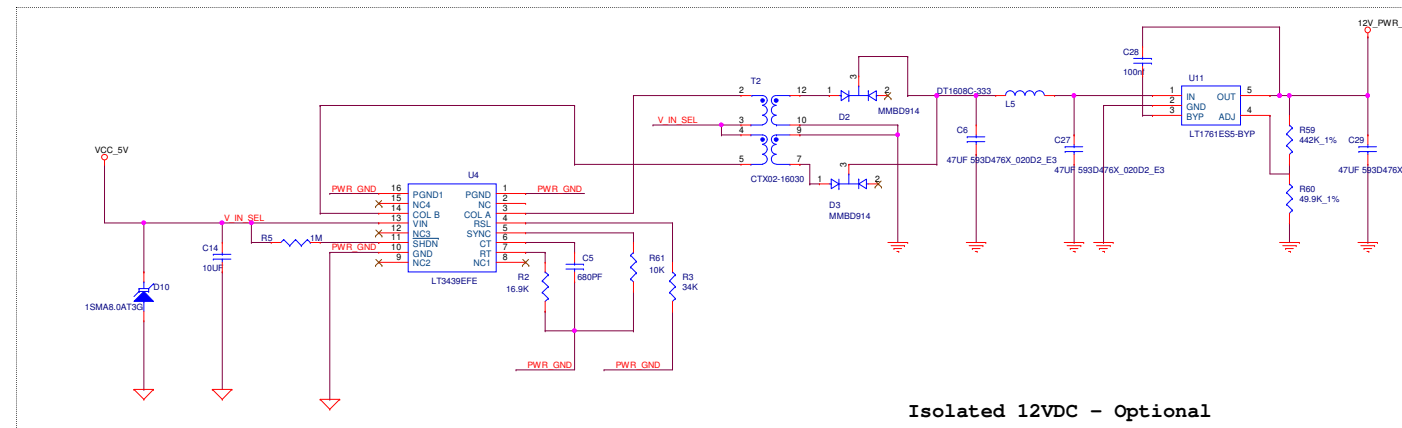 12V_PWR_
C28
100nf
U11
T2
2
12
1
3
2
D2
MMBD914
DT1608C-333
L5
1
IN
OUT
5
2
GND
3
BYP
ADJ
4
LT1761ES5-BYP
V_IN_SEL
3
4
10
9
C6
47UF 593D476X_020D2_E3
C27
47UF 593D476X_020D2_E3
R59
442K_1%
C29
47UF 593D476X
VCC_5V
5
7
CTX02-16030
1
3
2
D3
MMBD914
R60
49.9K_1%
U4
PWR_GND
16
PGND1
PGND
1
PWR_GND
15
NC4
NC
2
14
COL B
COL A
3
V_IN_SEL
13
VIN
RSL
4
12
NC3
SYNC
5
R5
1M
11
SHDN
CT
6
PWR_GND
10
GND
RT
7
9
NC2
NC1
8
LT3439EFE
C14
10UF
R2
16.9K
C5
680PF
R61
10K
R3
34K
D10
1SMA8.0AT3G
PWR_GND
PWR_GND
Isolated 12VDC - Optional